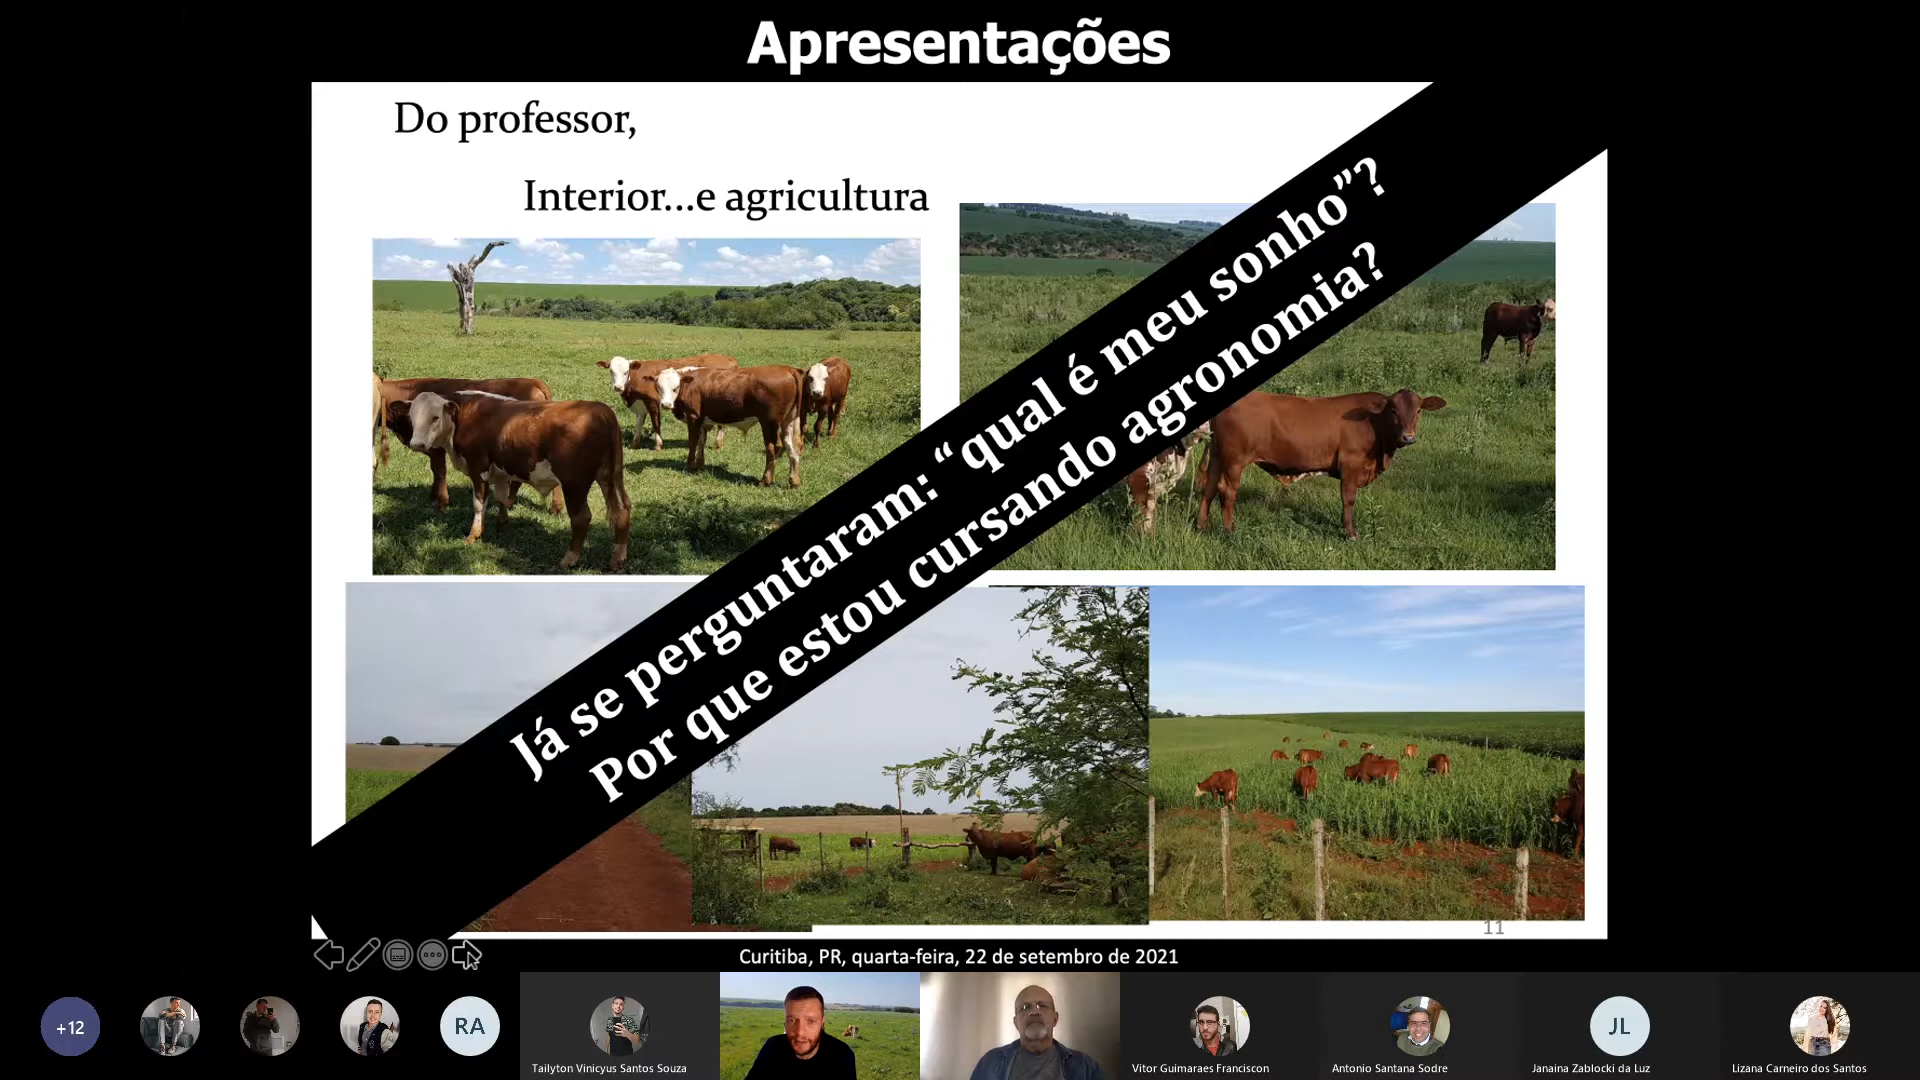 Apresentações
Do professor,
Interior...e agricultura
Já se perguntaram: “qual é meu sonho”?
Por que estou cursando agronomia?
11
Curitiba, PR, quarta-feira, 22 de setembro de 2021
+12
RA
Tailyton Vinicyus Santos Souza
Vitor Guimaraes Franciscon
Antonio Santana Sodre
JL
Janaina Zablocki da Luz
Lizana Carneiro dos Santos